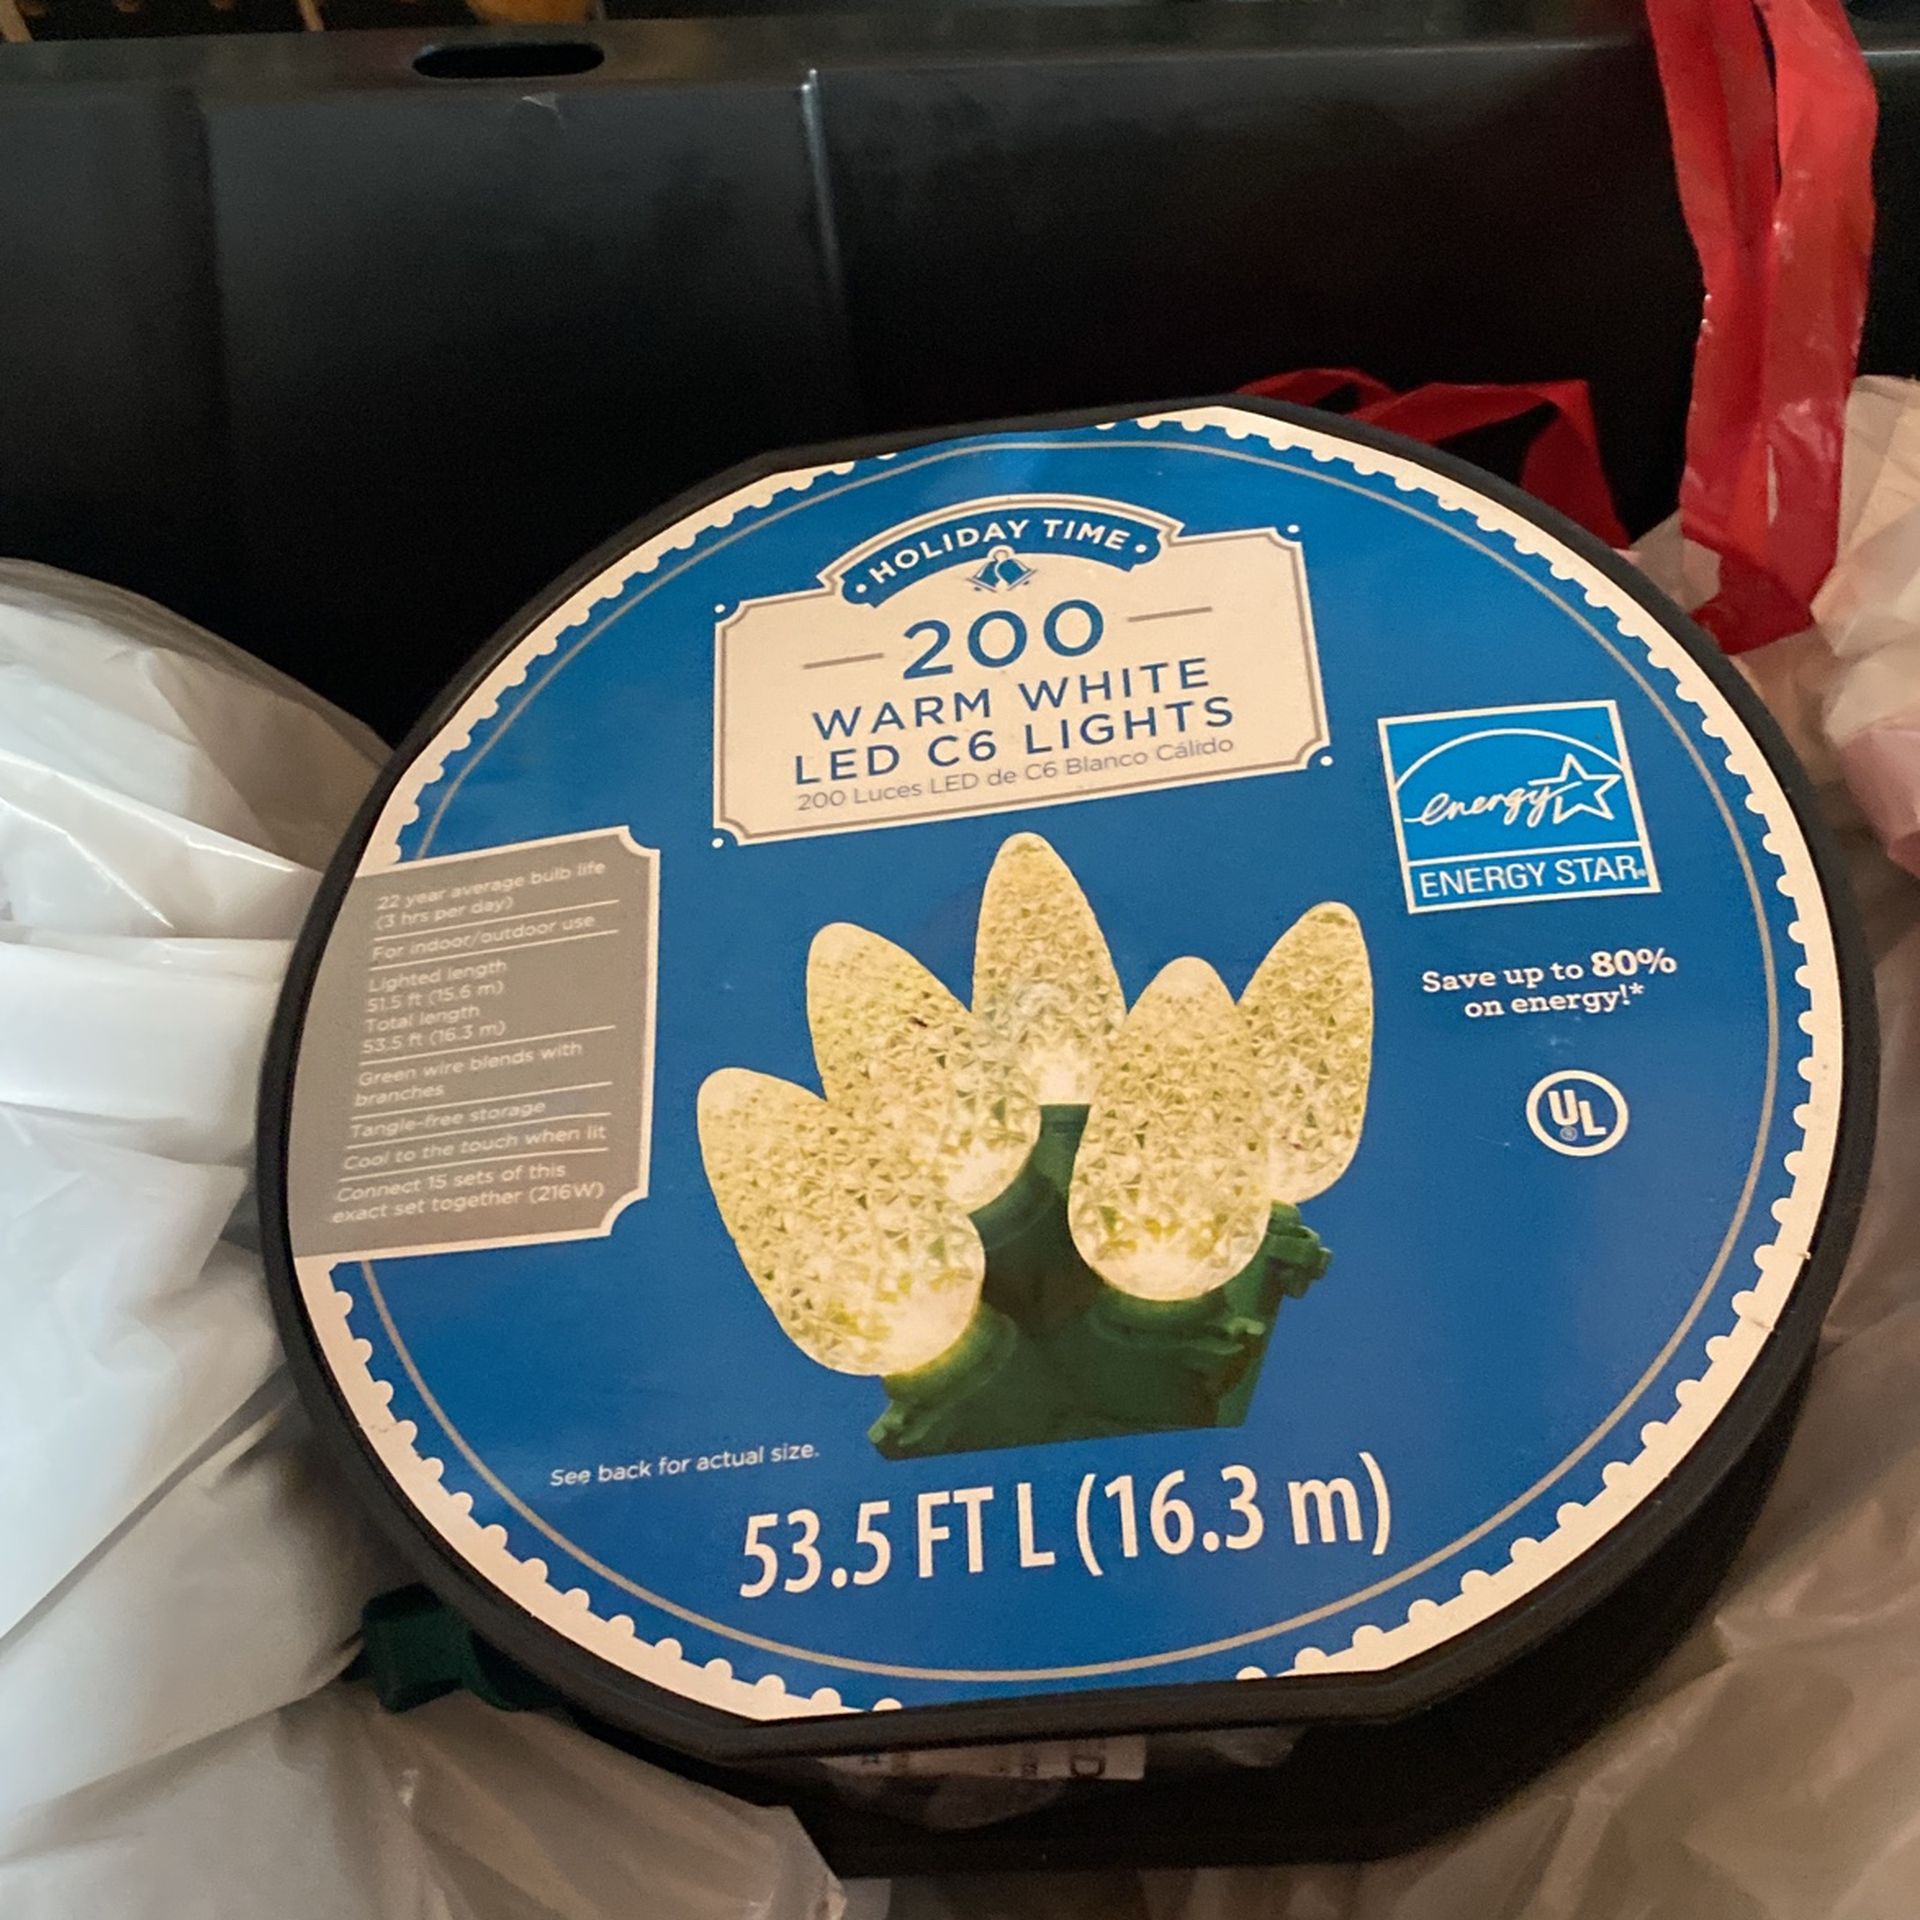 HOLIDAY TIME
200
WARM WHITE
LED C6 LIGHTS
200 Luces LED de C6 Blanco Cálido
energy
ENERGY STAR
Save up to 80%
on energy!*
UL
22 year average bulb life
(3 hrs per day)
For indoor/outdoor use
Lighted length
51.5 ft (15.6 m)
Total length
53.5 ft (16.3 m)
Green wire blends with
branches
Tangle-free storage
Cool to the touch when lit
Connect 15 sets of this
exact set together (216W)
See back for actual size.
53.5 FT L (16.3 m)